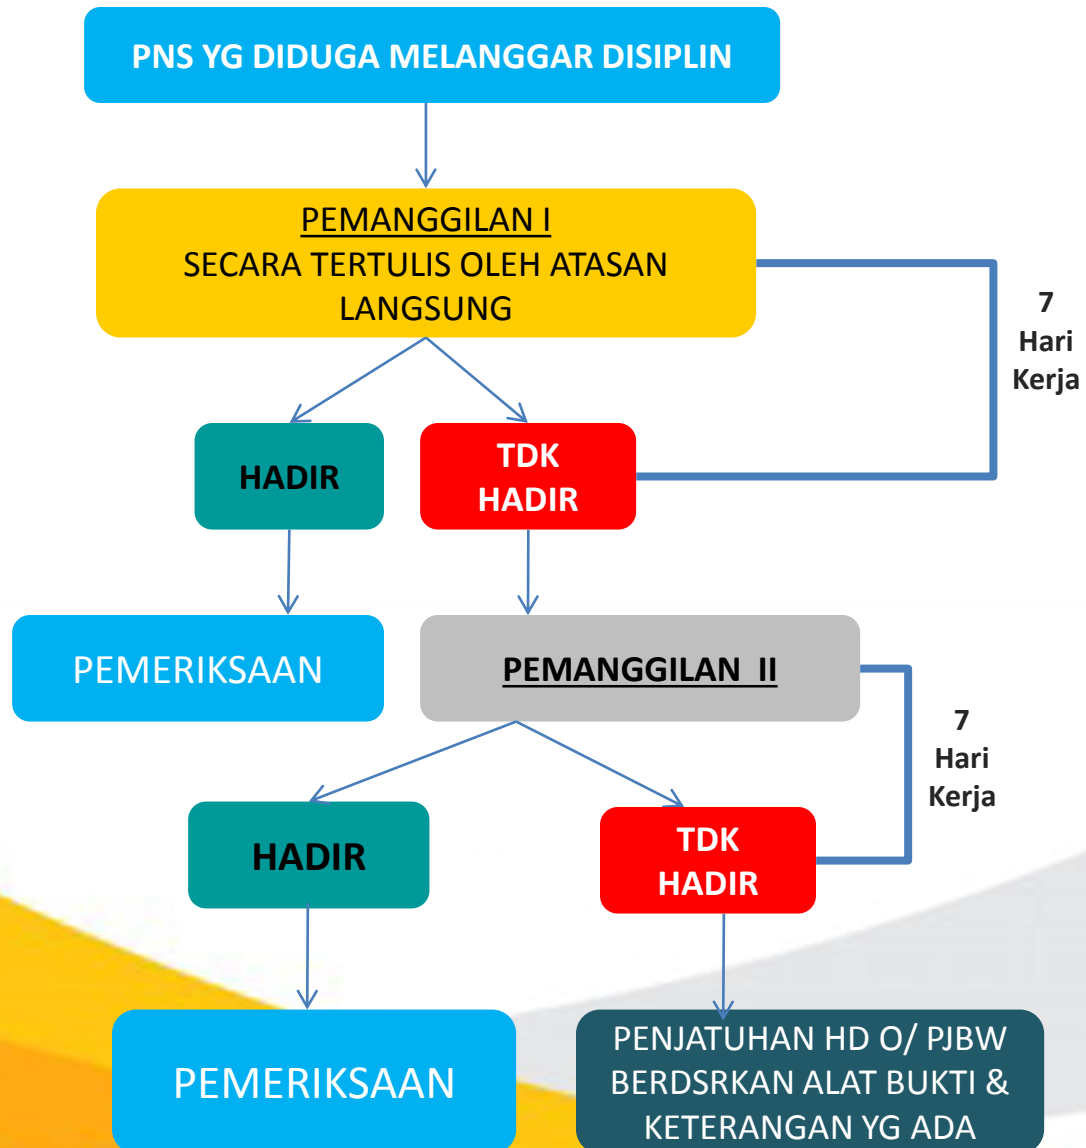 PNS YG DIDUGA MELANGGAR DISIPLIN
PEMANGGILAN I
SECARA TERTULIS OLEH ATASAN
LANGSUNG
7
Hari
Kerja
HADIR
TDK
HADIR
PEMERIKSAAN
PEMANGGILAN II
7
Hari
Kerja
HADIR
TDK
HADIR
PEMERIKSAAN
PENJATUHAN HD O/ PJBW
BERDSRKAN ALAT BUKTI &
KETERANGAN YG ADA